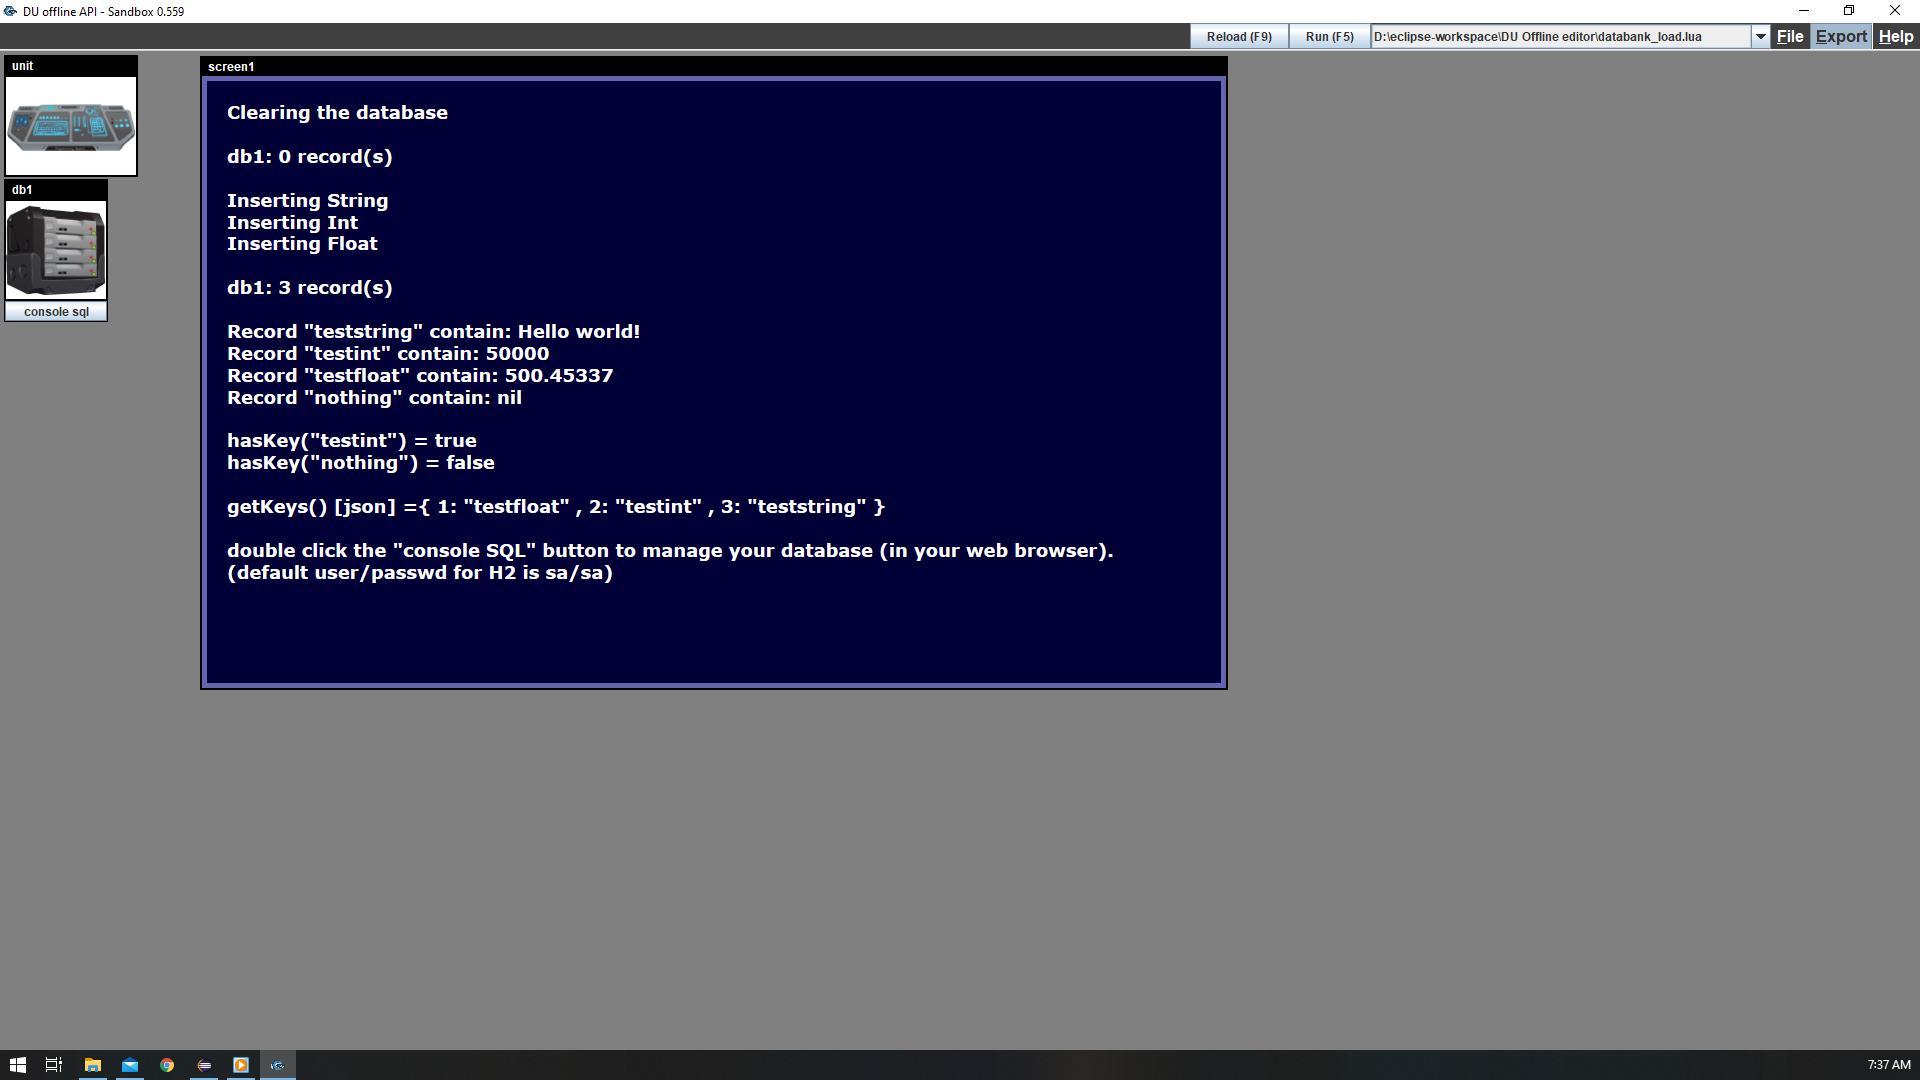 DU offline API - Sandbox 0.559
Reload (F9)
Run (F5)
D:\eclipse-workspace\DU Offline editor\databank_load.lua
File
Export
Help
unit
db1
console sql
screen1
Clearing the database
db1: 0 record(s)
Inserting String
Inserting Int
Inserting Float
db1: 3 record(s)
Record "teststring" contain: Hello world!
Record "testint" contain: 50000
Record "testfloat" contain: 500.45337
Record "nothing" contain: nil
hasKey("testint") = true
hasKey("nothing") = false
getKeys() [json] ={ 1: "testfloat" , 2: "testint" , 3: "teststring" }
double click the "console SQL" button to manage your database (in your web browser).
(default user/passwd for H2 is sa/sa)
7:37 AM